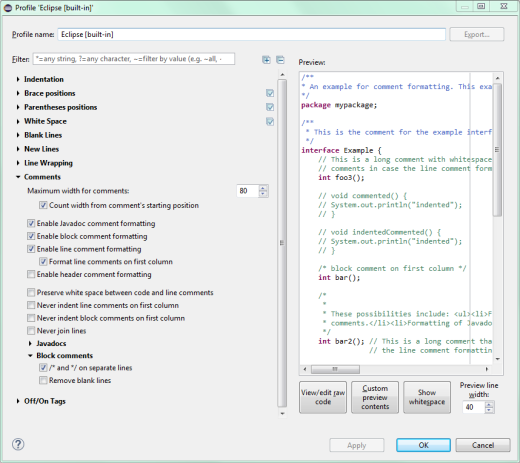 Profile 'Eclipse [built-in]'
Profile name: Eclipse [built-in] Export...
Filter: *=any string, ?=any character, ~=filter by value (e.g. ~all, ·
Preview:
Indentation
Brace positions
Parentheses positions
White Space
Blank Lines
New Lines
Line Wrapping
Comments
Maximum width for comments: 80
Count width from comment's starting position
Enable Javadoc comment formatting
Enable block comment formatting
Enable line comment formatting
Format line comments on first column
Enable header comment formatting
Preserve white space between code and line comments
Never indent line comments on first column
Never indent block comments on first column
Never join lines
Javadocs
Block comments
/* and */ on separate lines
Remove blank lines
Off/On Tags
/**
* An example for comment formatting. This exa
*/
package mypackage;
/**
* This is the comment for the example interf
*/
interface Example {
// This is a long comment with whitespace
// comments in case the line comment form
int foo3();
// void commented() {
// System.out.println("indented");
// }
// void indentedCommented() {
// System.out.println("indented");
// }
/* block comment on first column */
int bar();
/*
*
* These possibilities include: <ul><li>F
* comments.</li><li>Formatting of Javado
*/
int bar2(); // This is a long comment tha
// the line comment formattin
View/edit raw code
Custom preview contents
Show whitespace
Preview line width: 40
? Apply OK Cancel